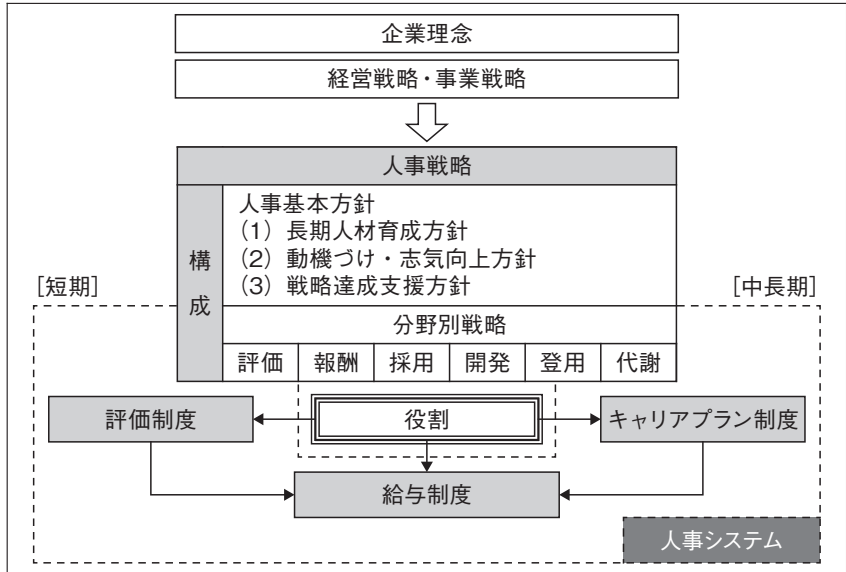 企業理念
経営戦略・事業戦略
人事戦略
構成
人事基本方針
(1) 長期人材育成方針
(2) 動機づけ・志気向上方針
(3) 戦略達成支援方針
[短期]
[中長期]
分野別戦略
評価 報酬 採用 開発 登用 代謝
評価制度 役割 キャリアプラン制度
給与制度
人事システム